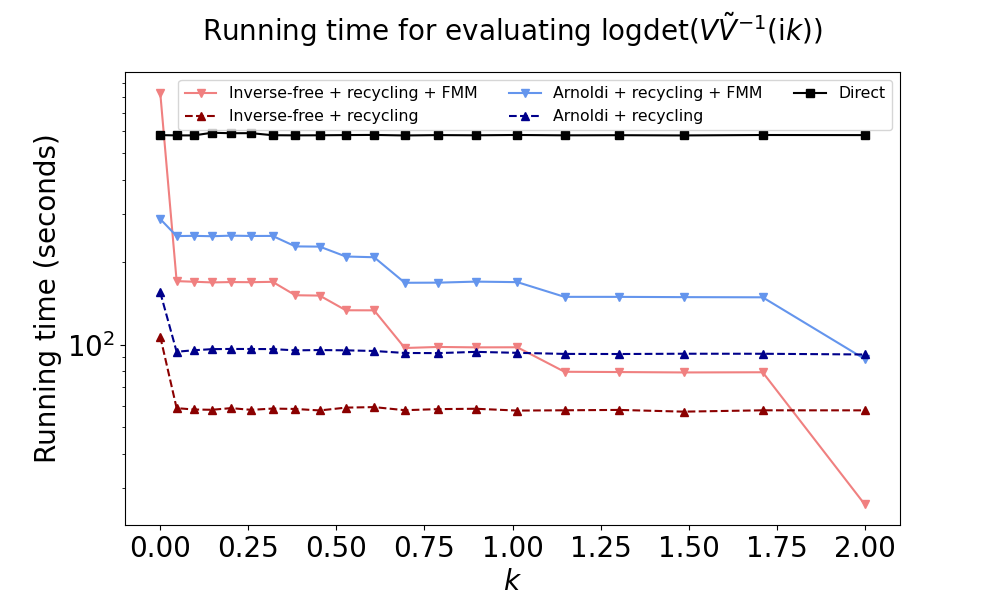 Running time for evaluating logdet(VṼ⁻¹(ik))
Inverse-free + recycling + FMM
Inverse-free + recycling
Arnoldi + recycling + FMM
Arnoldi + recycling
Direct
Running time (seconds)
10²
0.00 0.25 0.50 0.75 1.00 1.25 1.50 1.75 2.00
k